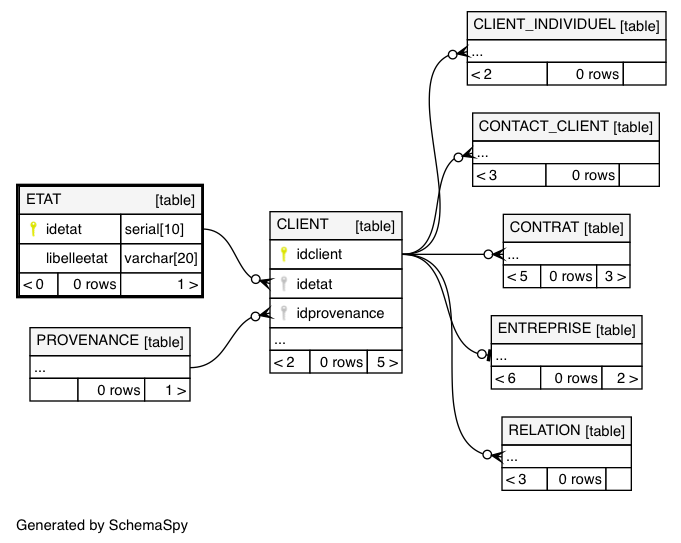 CLIENT_INDIVIDUEL [table]
...
< 2 0 rows
CONTACT_CLIENT [table]
...
< 3 0 rows
ETAT [table]
idetat serial[10]
libelleetat varchar[20]
< 0 0 rows 1 >
CLIENT [table]
idclient
idetat
idprovenance
...
< 2 0 rows 5 >
CONTRAT [table]
...
< 5 0 rows 3 >
PROVENANCE [table]
...
0 rows 1 >
ENTREPRISE [table]
...
< 6 0 rows 2 >
RELATION [table]
...
< 3 0 rows
Generated by SchemaSpy